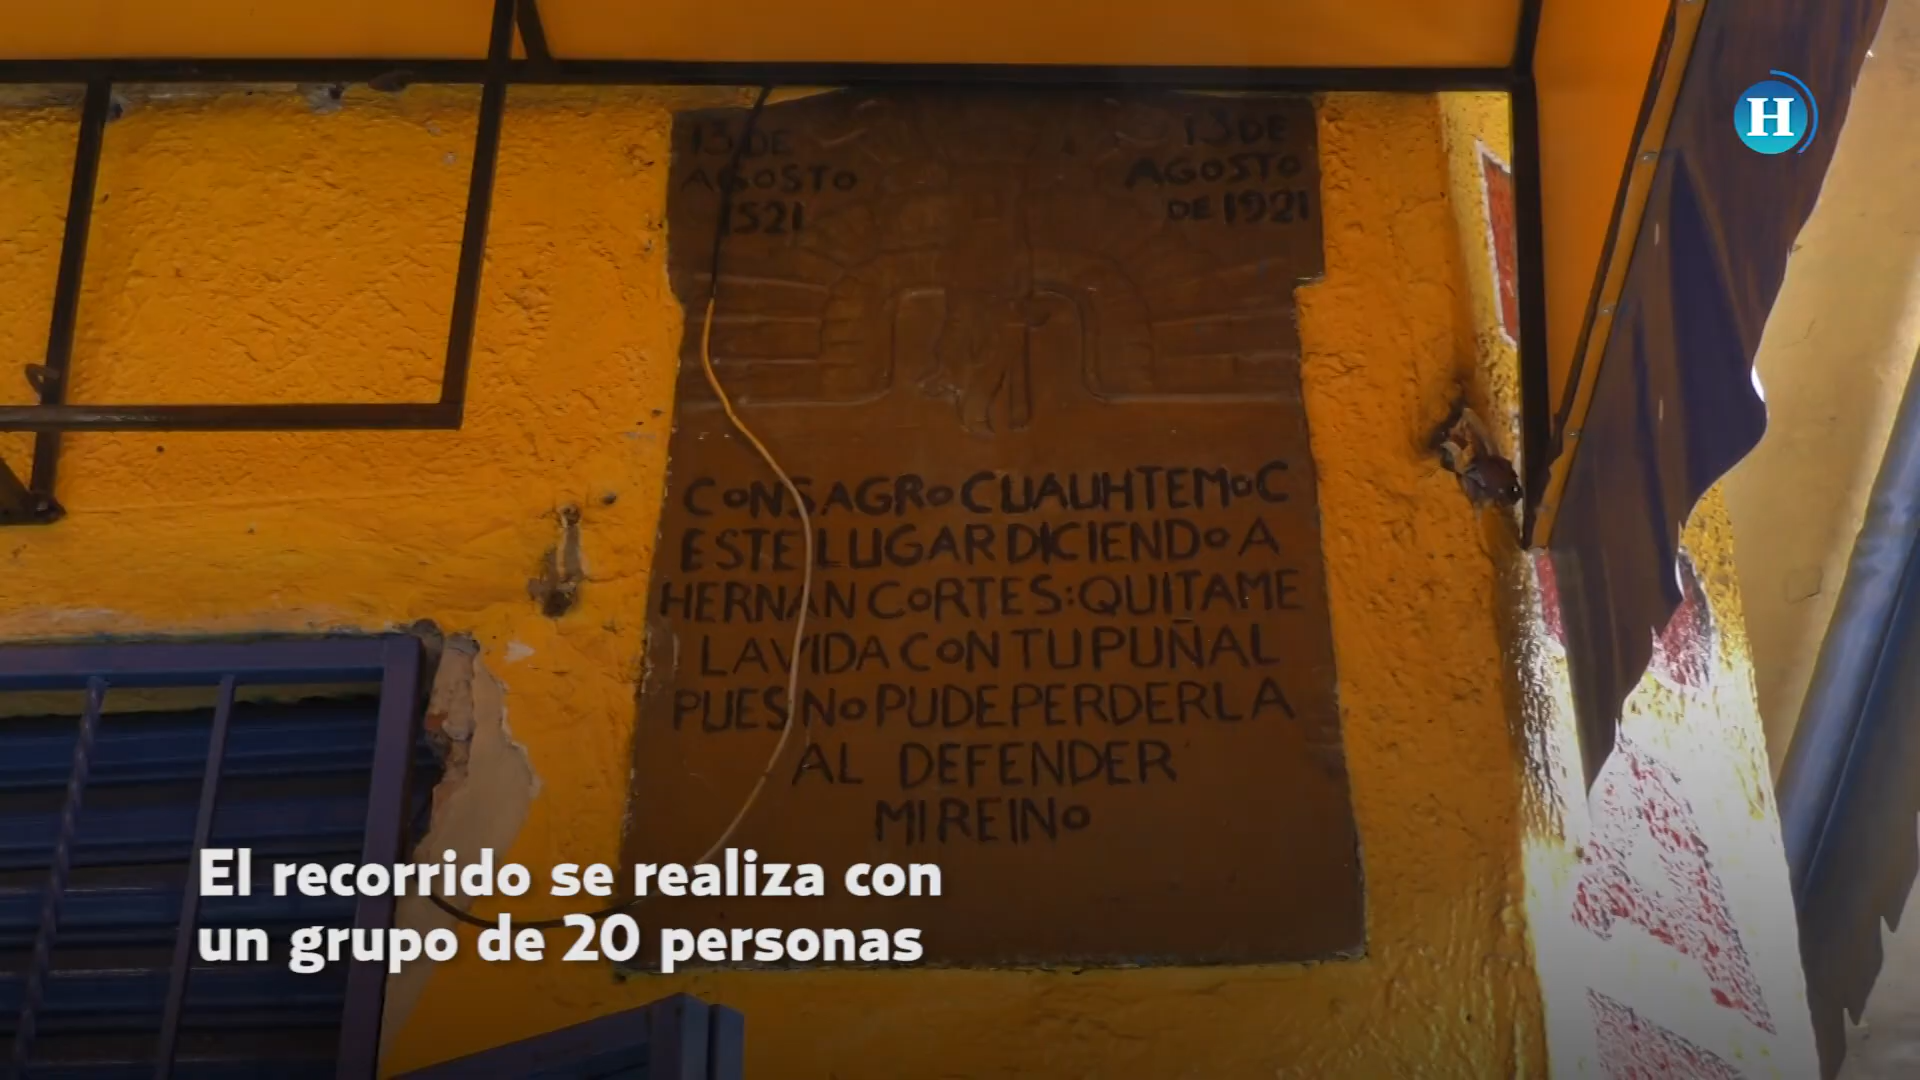 13 DE
AGOSTO
1521
13 DE
AGOSTO
DE 1921
H
CONSAGRO CUAUHTEMOC
ESTE LUGAR DICIENDO A
HERNAN CORTES: QUITAME
LA VIDA CON TU PUÑAL
PUES NO PUDE PERDERLA
AL DEFENDER
MI REINO
El recorrido se realiza con
un grupo de 20 personas